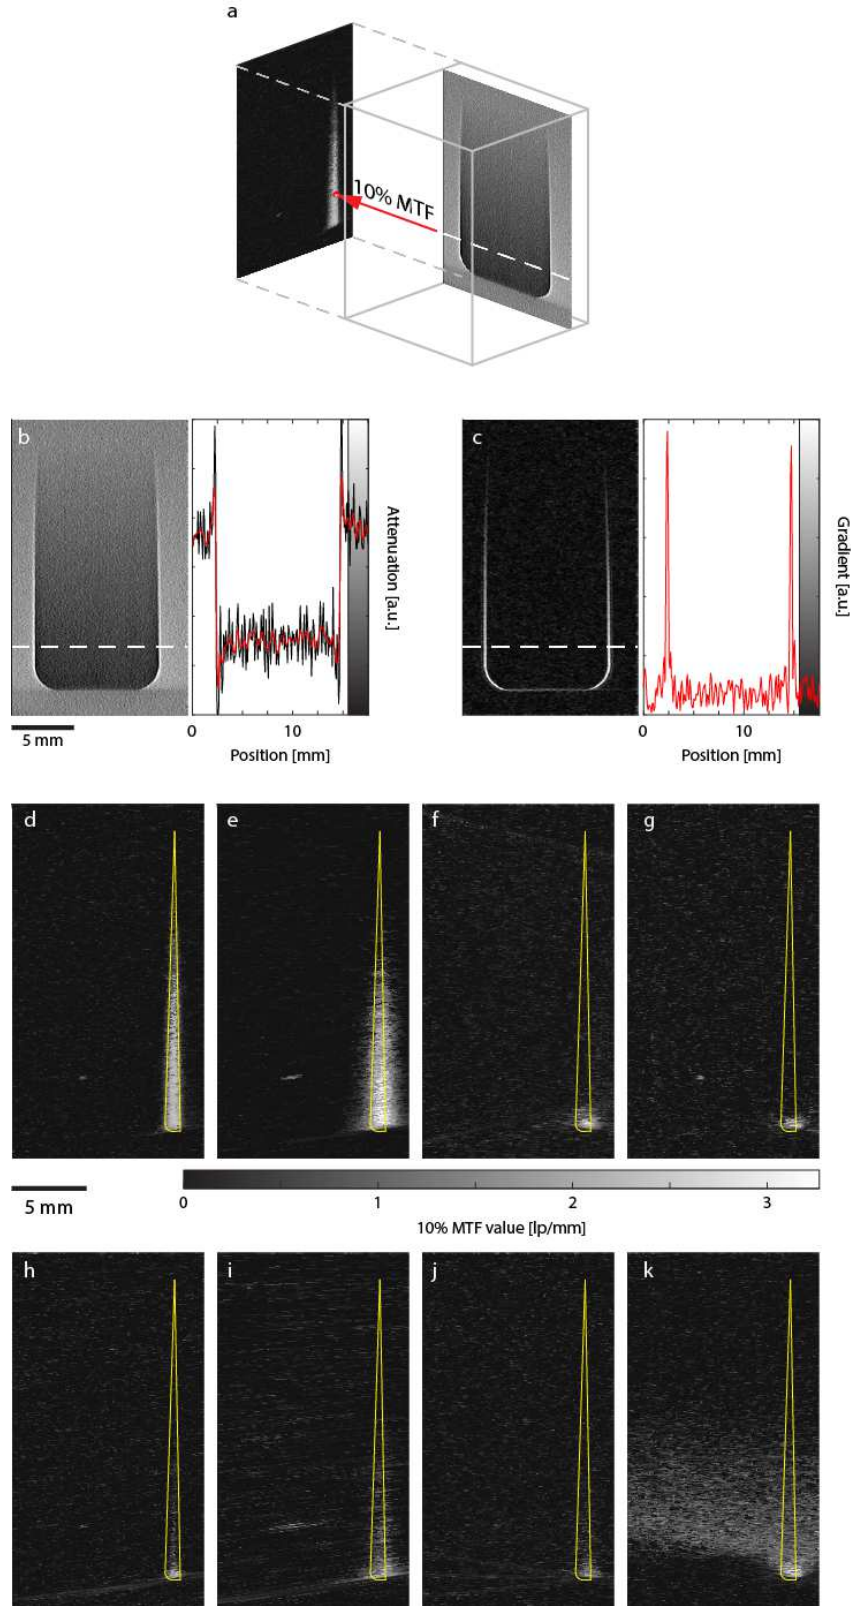 a
10% MTF
b
Attenuation [a.u.]
c
Gradient [a.u.]
0 10
0 10
5 mm
Position [mm]
Position [mm]
d e f g
5 mm
0 1 2 3
10% MTF value [lp/mm]
h i j k